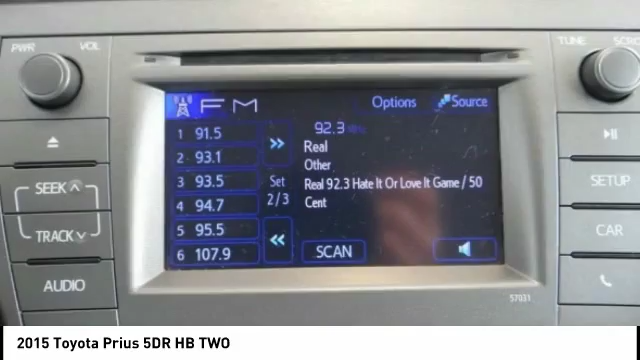 PWR VOL TUNE SCRO
FM Options Source
1 91.5
2 93.1
3 93.5
4 94.7
5 95.5
6 107.9
Set
2/3
92.3 MHz
Real
Other
Real 92.3 Hate It Or Love It Game / 50
Cent
SCAN
SEEK
TRACK
AUDIO
SETUP
CAR
57031
2015 Toyota Prius 5DR HB TWO